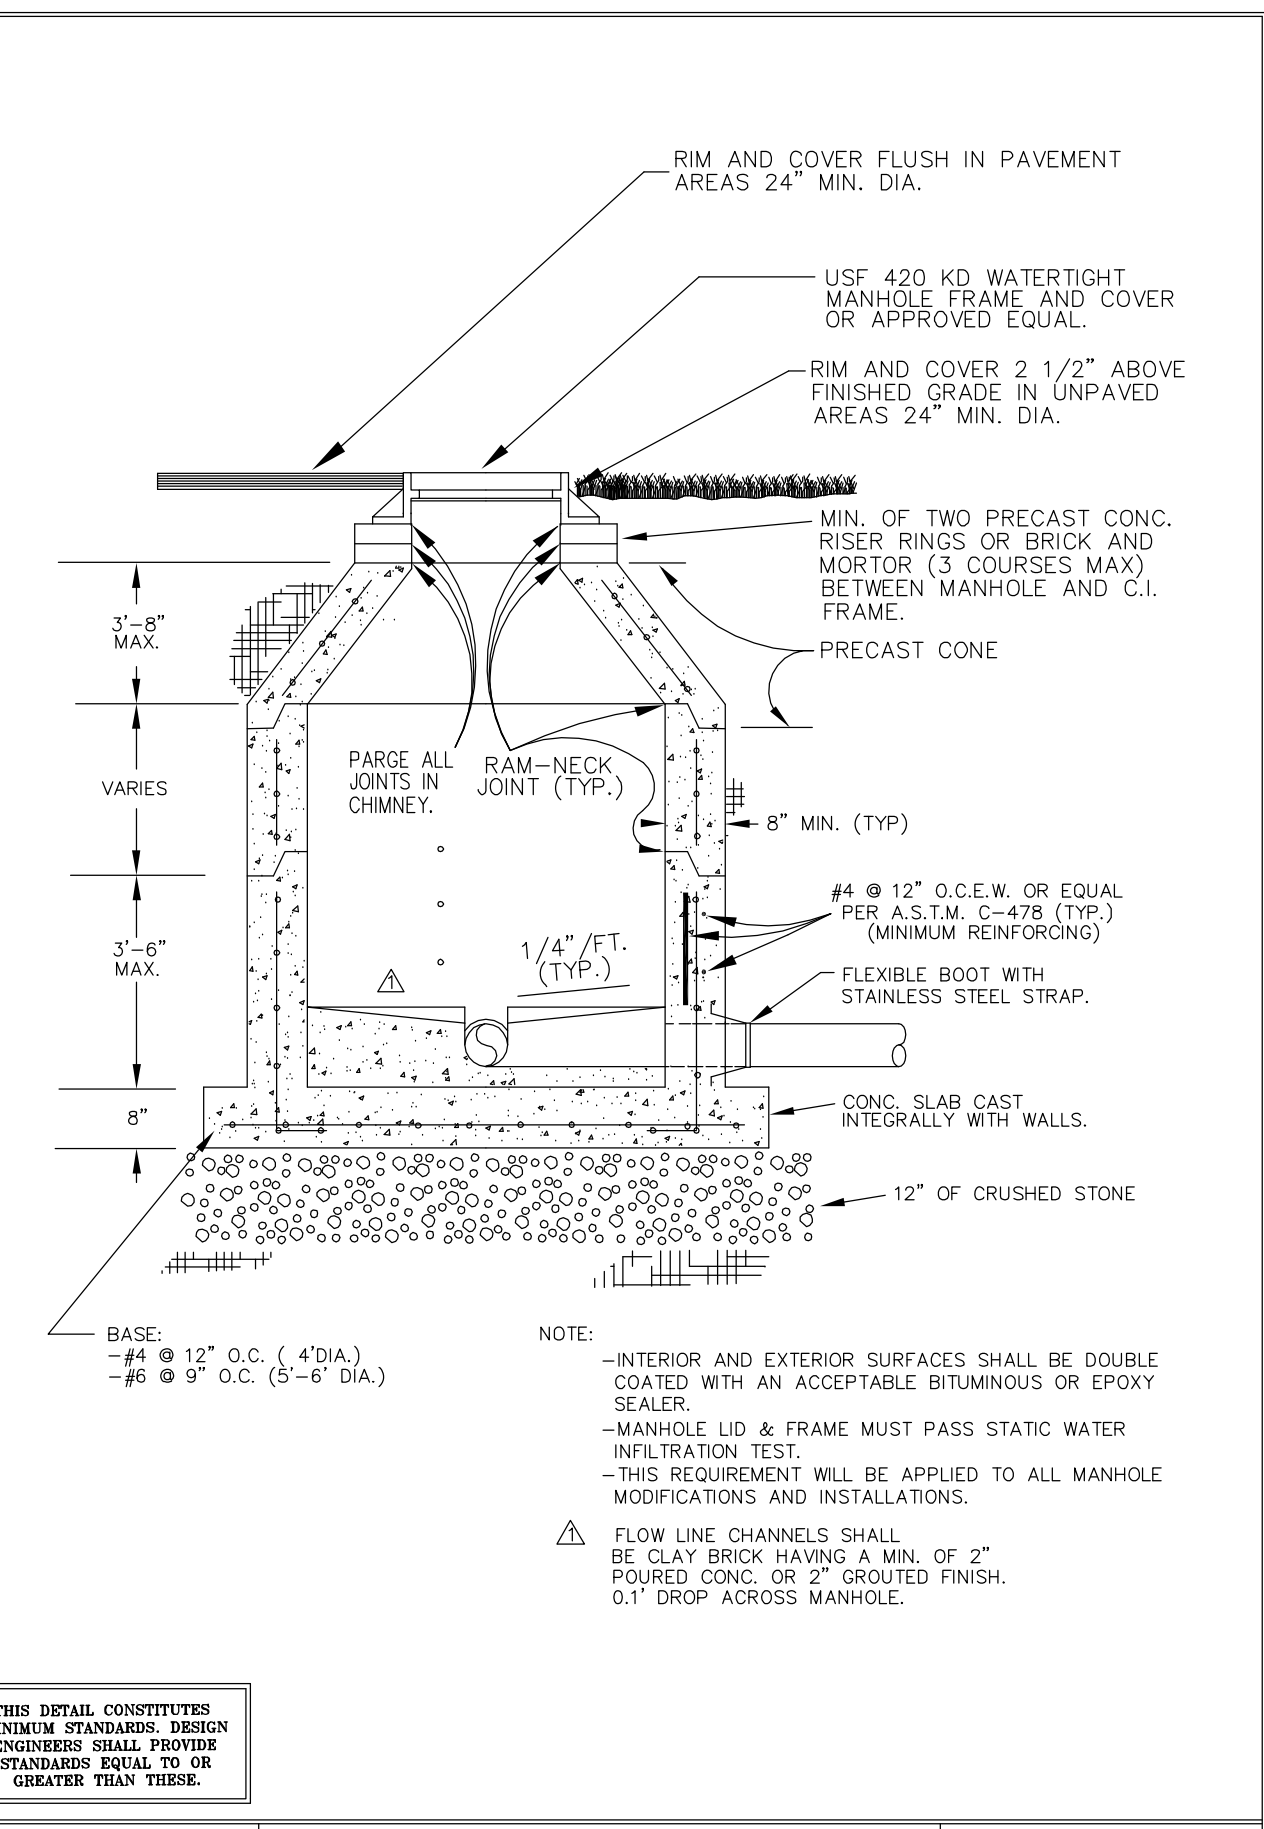 RIM AND COVER FLUSH IN PAVEMENT
AREAS 24" MIN. DIA.
USF 420 KD WATERTIGHT
MANHOLE FRAME AND COVER
OR APPROVED EQUAL.
RIM AND COVER 2 1/2" ABOVE
FINISHED GRADE IN UNPAVED
AREAS 24" MIN. DIA.
MIN. OF TWO PRECAST CONC.
RISER RINGS OR BRICK AND
MORTOR (3 COURSES MAX)
BETWEEN MANHOLE AND C.I.
FRAME.
PRECAST CONE
3'-8"
MAX.
VARIES
PARGE ALL
JOINTS IN
CHIMNEY.
RAM-NECK
JOINT (TYP.)
8" MIN. (TYP)
#4 @ 12" O.C.E.W. OR EQUAL
PER A.S.T.M. C-478 (TYP.)
(MINIMUM REINFORCING)
3'-6"
MAX.
1
1/4"/FT.
(TYP.)
FLEXIBLE BOOT WITH
STAINLESS STEEL STRAP.
8"
CONC. SLAB CAST
INTEGRALLY WITH WALLS.
12" OF CRUSHED STONE
BASE:
-#4 @ 12" O.C. ( 4'DIA.)
-#6 @ 9" O.C. (5'-6' DIA.)
NOTE:
-INTERIOR AND EXTERIOR SURFACES SHALL BE DOUBLE
COATED WITH AN ACCEPTABLE BITUMINOUS OR EPOXY
SEALER.
-MANHOLE LID & FRAME MUST PASS STATIC WATER
INFILTRATION TEST.
-THIS REQUIREMENT WILL BE APPLIED TO ALL MANHOLE
MODIFICATIONS AND INSTALLATIONS.
1 FLOW LINE CHANNELS SHALL
BE CLAY BRICK HAVING A MIN. OF 2"
POURED CONC. OR 2" GROUTED FINISH.
0.1' DROP ACROSS MANHOLE.
THIS DETAIL CONSTITUTES
MINIMUM STANDARDS. DESIGN
ENGINEERS SHALL PROVIDE
STANDARDS EQUAL TO OR
GREATER THAN THESE.